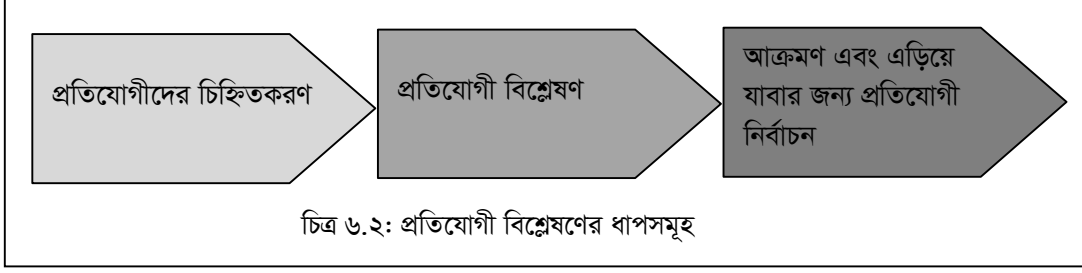 প্রতিযোগীদের চিহ্নিতকরণ
প্রতিযোগী বিশ্লেষণ
আক্রমণ এবং এড়িয়ে
যাবার জন্য প্রতিযোগী
নির্বাচন
চিত্র ৬.২: প্রতিযোগী বিশ্লেষণের ধাপসমূহ